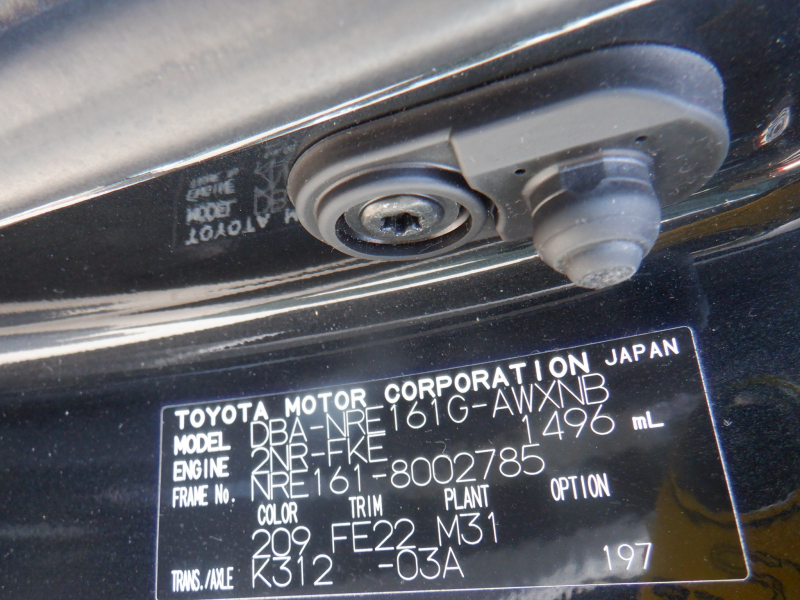 TOYOTA MOTOR CORPORATION JAPAN
MODEL DBA-NRE161G-AWXNB
ENGINE 2NR-FKE 1496 mL
FRAME No. NRE161-8002785
COLOR TRIM PLANT OPTION
209 FE22 M31
TRANS./AXLE K312 -03A 197